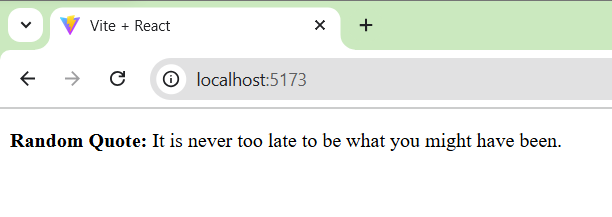 Vite + React
localhost:5173
Random Quote: It is never too late to be what you might have been.